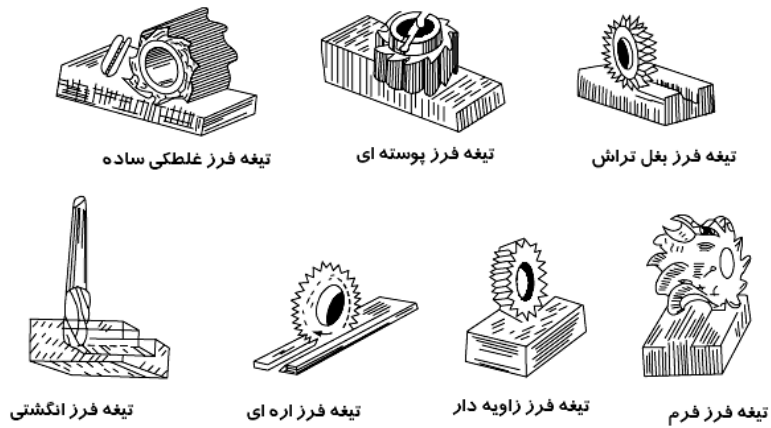 تیغه فرز بغل تراش
تیغه فرز پوسته ای
تیغه فرز غلطکی ساده
تیغه فرز فرم
تیغه فرز زاویه دار
تیغه فرز اره ای
تیغه فرز انگشتی